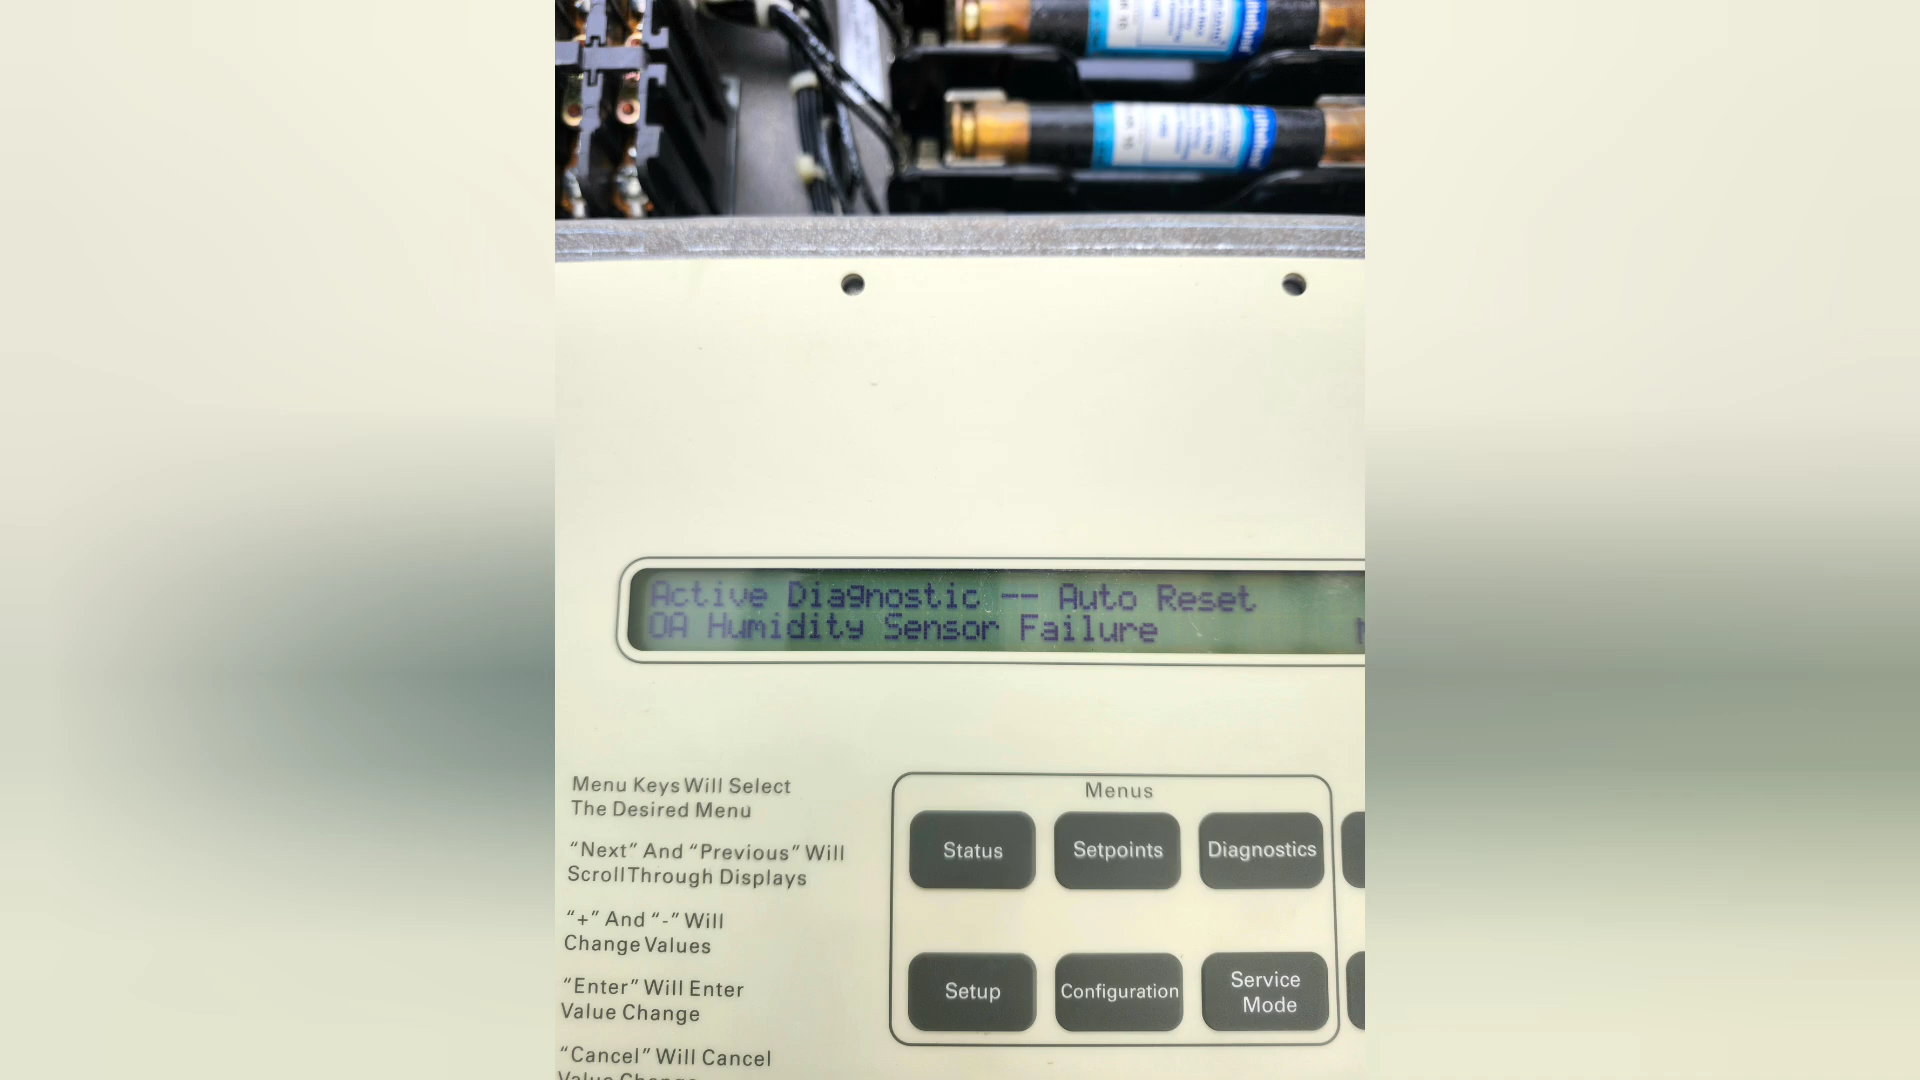 Active Diagnostic -- Auto Reset
OA Humidity Sensor Failure
Menu Keys Will Select
The Desired Menu
"Next" And "Previous" Will
Scroll Through Displays
"+" And "-" Will
Change Values
"Enter" Will Enter
Value Change
"Cancel" Will Cancel
Value Change
Menus
Status
Setpoints
Diagnostics
Setup
Configuration
Service
Mode